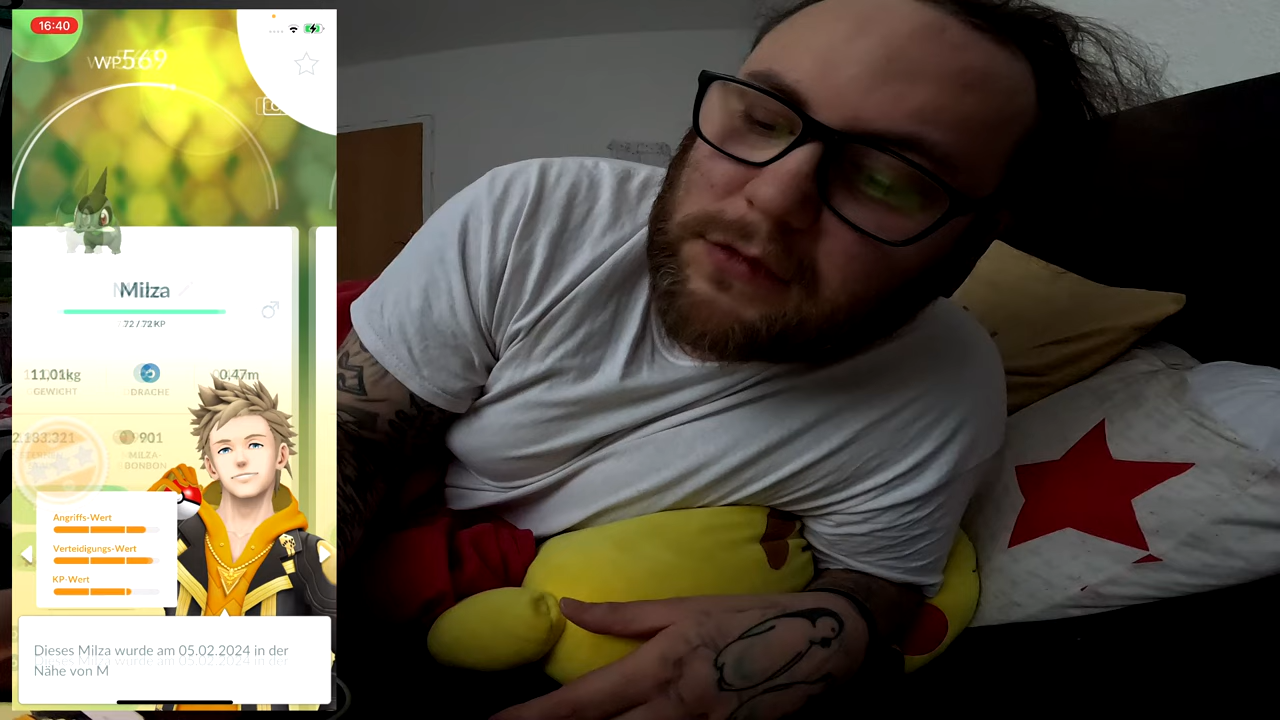 16:40
WP569
Milza
72 / 72 KP
111,01kg
0,47m
GEWICHT
DRACHE
901
MILZA-
BONBON
Angriffs-Wert
Verteidigungs-Wert
KP-Wert
Dieses Milza wurde am 05.02.2024 in der
Nähe von M